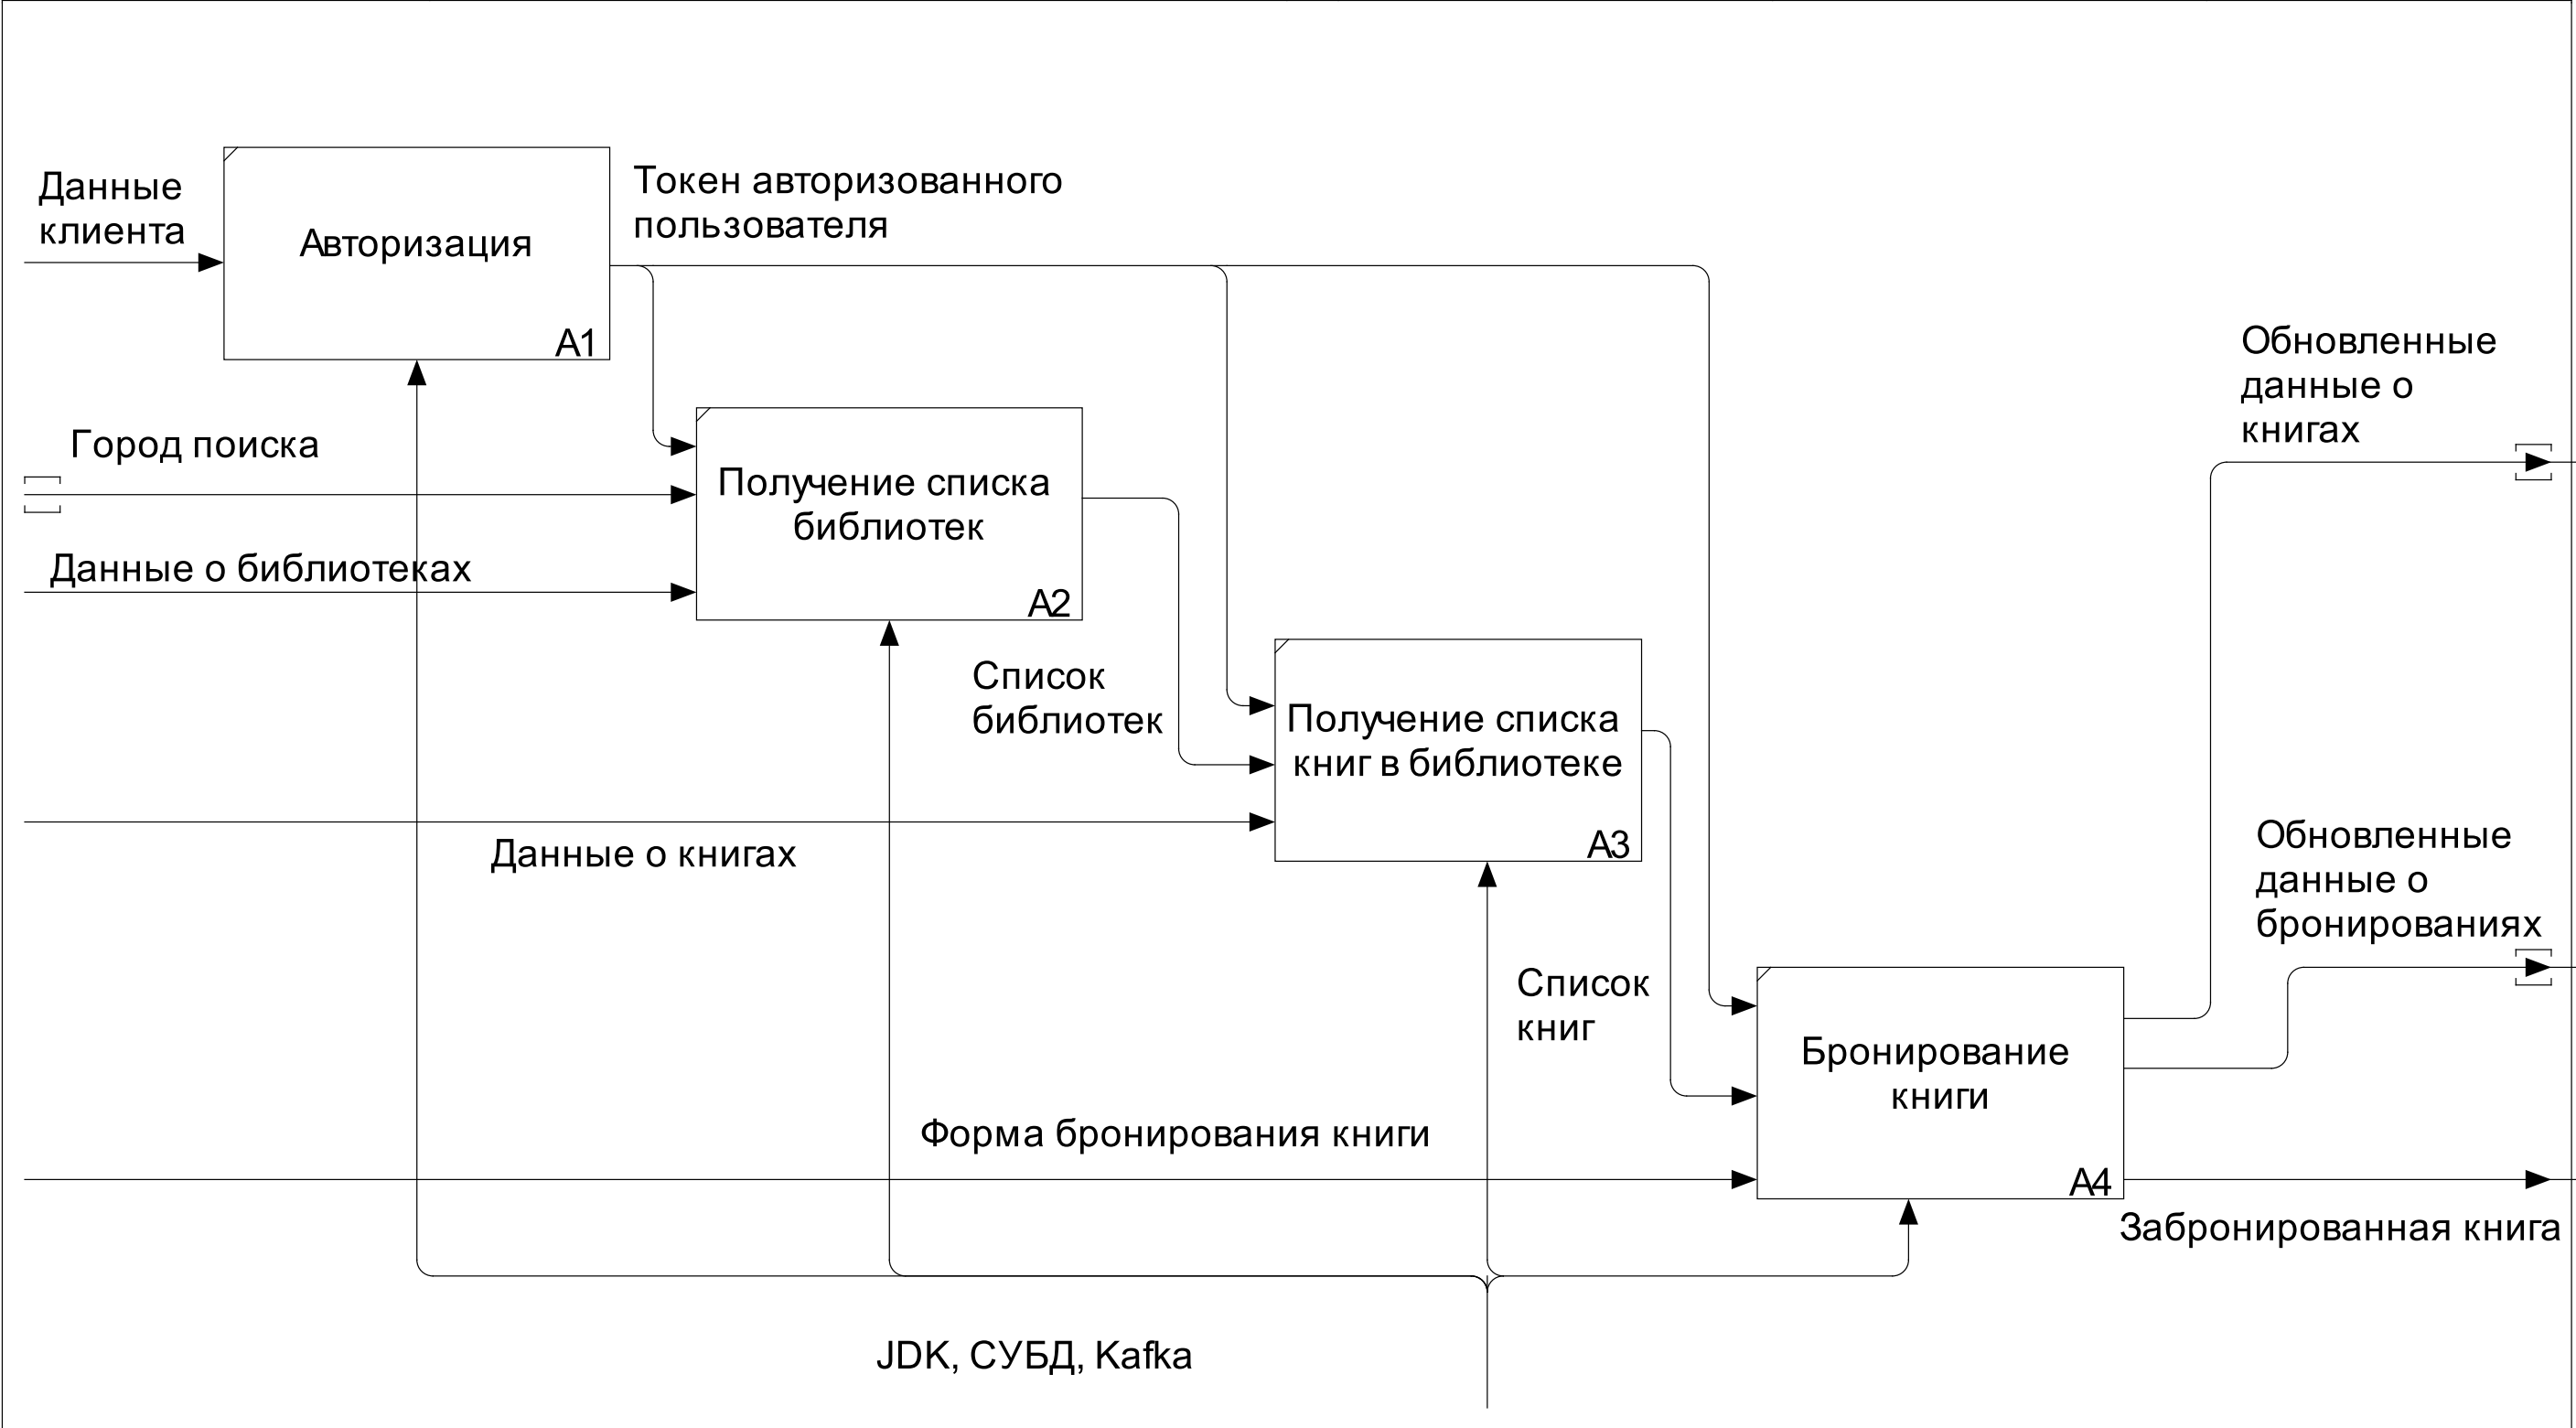 Данные
клиента
Авторизация
A1
Токен авторизованного
пользователя
Город поиска
Данные о библиотеках
Получение списка
библиотек
A2
Обновленные
данные о
книгах
Список
библиотек
Получение списка
книг в библиотеке
A3
Данные о книгах
Обновленные
данные о
бронированиях
Список
книг
Бронирование
книги
A4
Форма бронирования книги
Забронированная книга
JDK, СУБД, Kafka